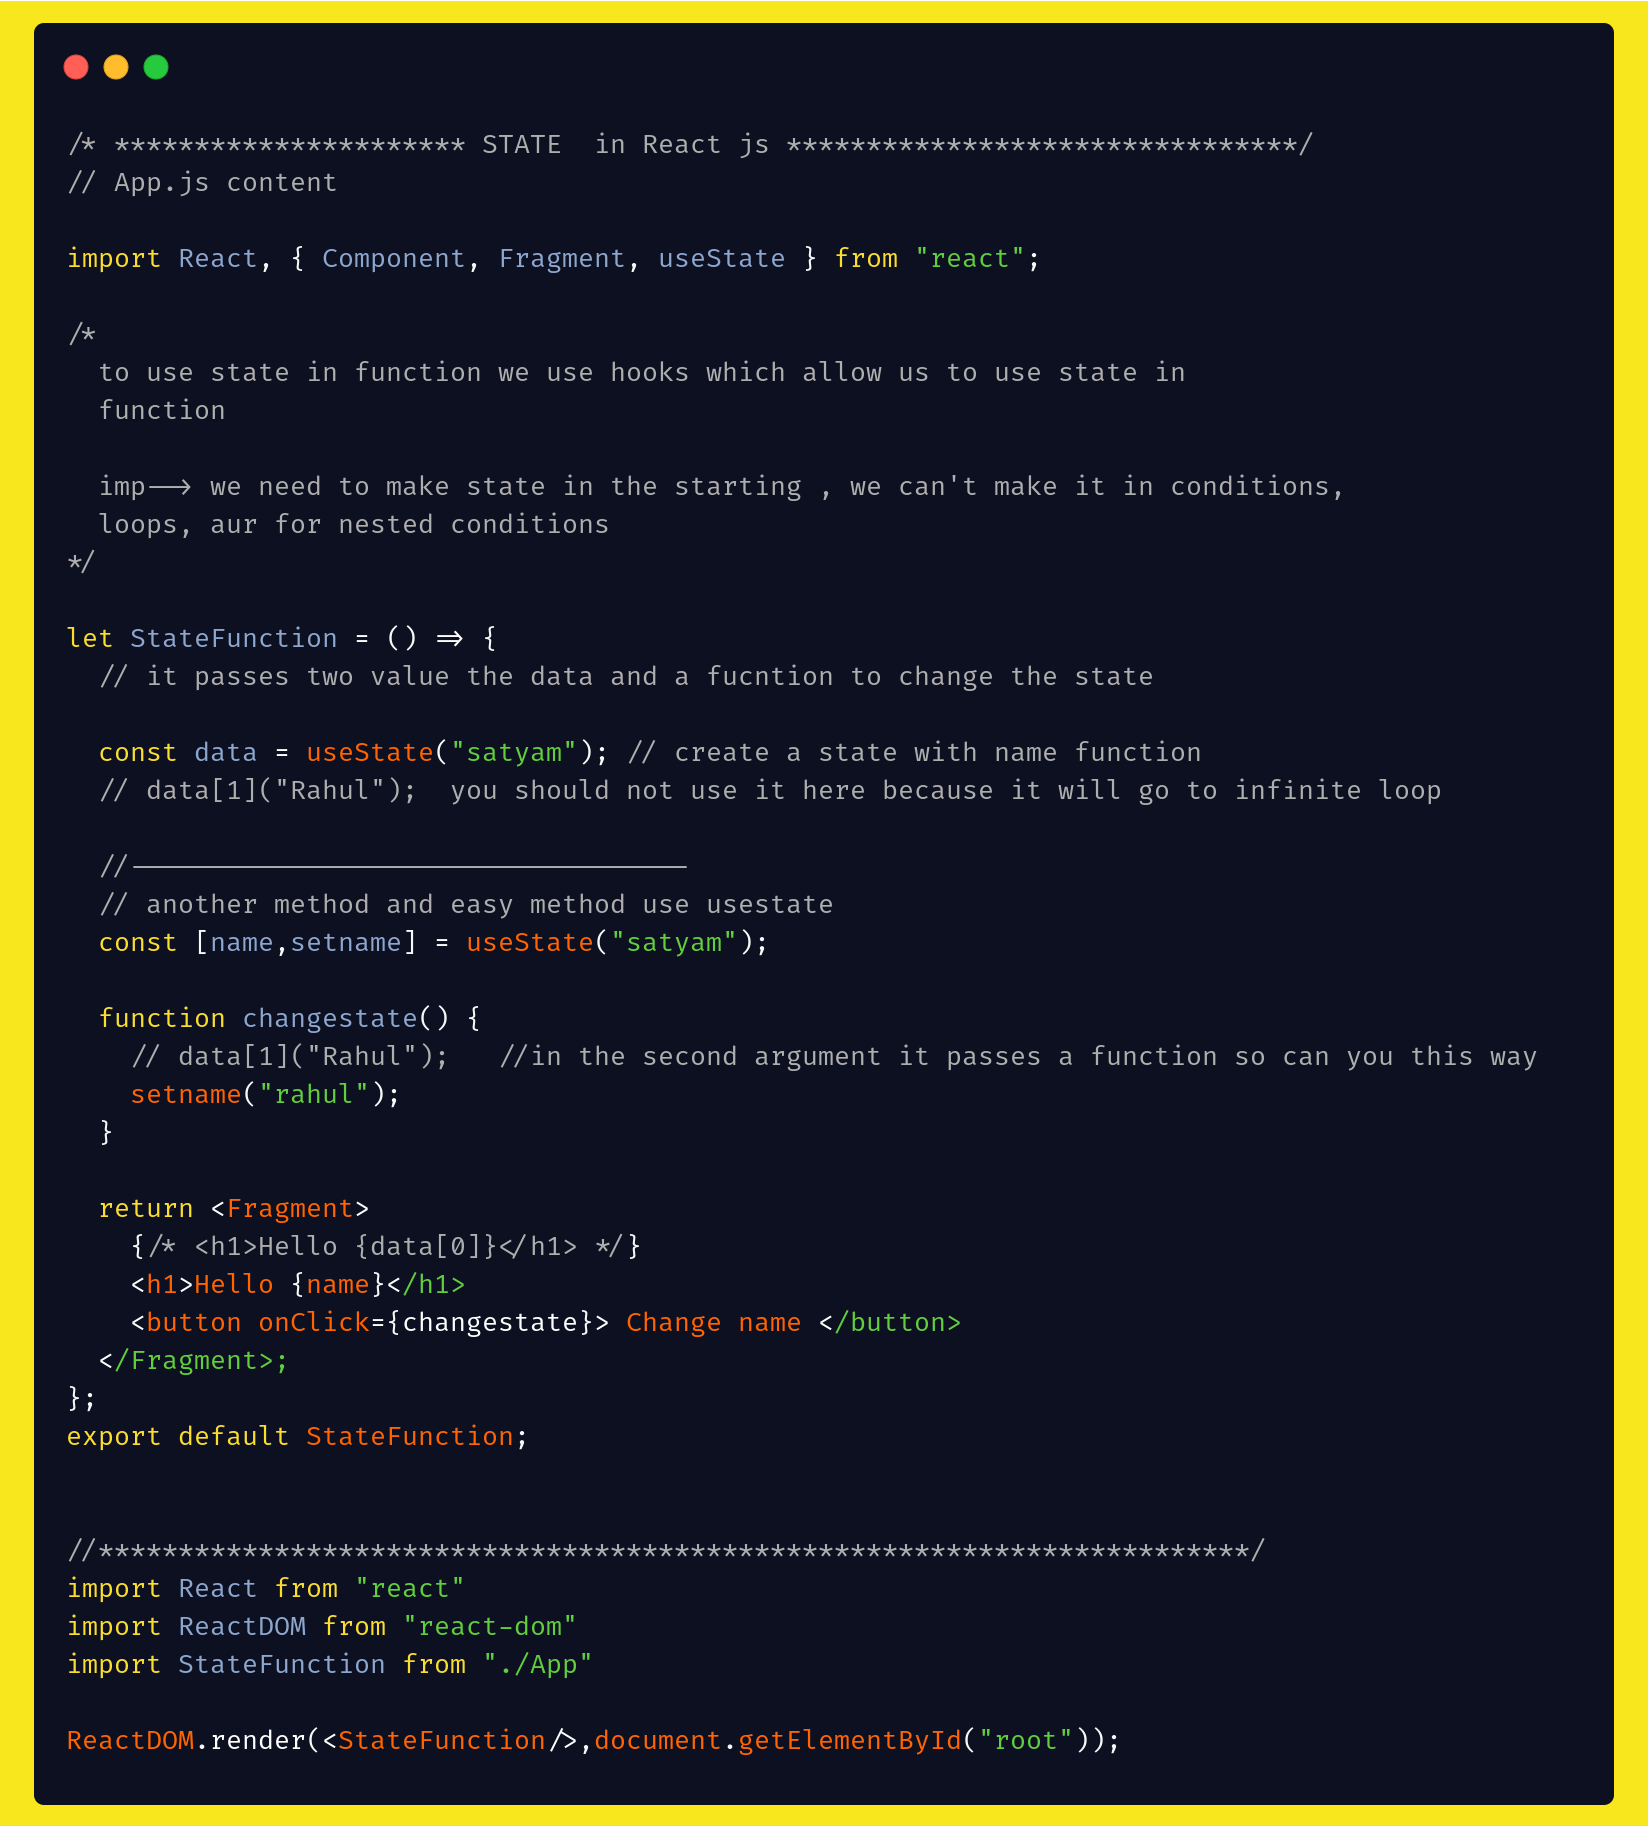 /* ********************** STATE  in React js ********************************/
// App.js content
import React, { Component, Fragment, useState } from "react";
/*
  to use state in function we use hooks which allow us to use state in
  function
  imp--> we need to make state in the starting , we can't make it in conditions,
  loops, aur for nested conditions
*/
let StateFunction = () => {
  // it passes two value the data and a fucntion to change the state
  const data = useState("satyam"); // create a state with name function
  // data[1]("Rahul");  you should not use it here because it will go to infinite loop
  //-----------------------------------
  // another method and easy method use usestate
  const [name,setname] = useState("satyam");
  function changestate() {
    // data[1]("Rahul");   //in the second argument it passes a function so can you this way
    setname("rahul");
  }
  return <Fragment>
    {/* <h1>Hello {data[0]}</h1> */}
    <h1>Hello {name}</h1>
    <button onClick={changestate}> Change name </button>
  </Fragment>;
};
export default StateFunction;
//************************************************************************/
import React from "react"
import ReactDOM from "react-dom"
import StateFunction from "./App"
ReactDOM.render(<StateFunction/>,document.getElementById("root"));